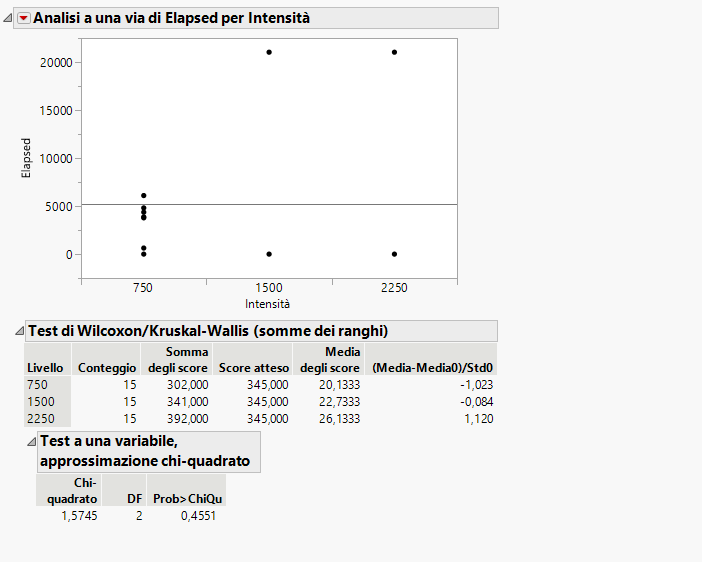 Analisi a una via di Elapsed per Intensità
20000
15000
10000
5000
0
Elapsed
750 1500 2250
Intensità
Test di Wilcoxon/Kruskal-Wallis (somme dei ranghi)
Somma Media
Livello Conteggio degli score Score atteso degli score (Media-Media0)/Std0
750 15 302,000 345,000 20,1333 -1,023
1500 15 341,000 345,000 22,7333 -0,084
2250 15 392,000 345,000 26,1333 1,120
Test a una variabile,
approssimazione chi-quadrato
Chi-
quadrato DF Prob>ChiQu
1,5745 2 0,4551